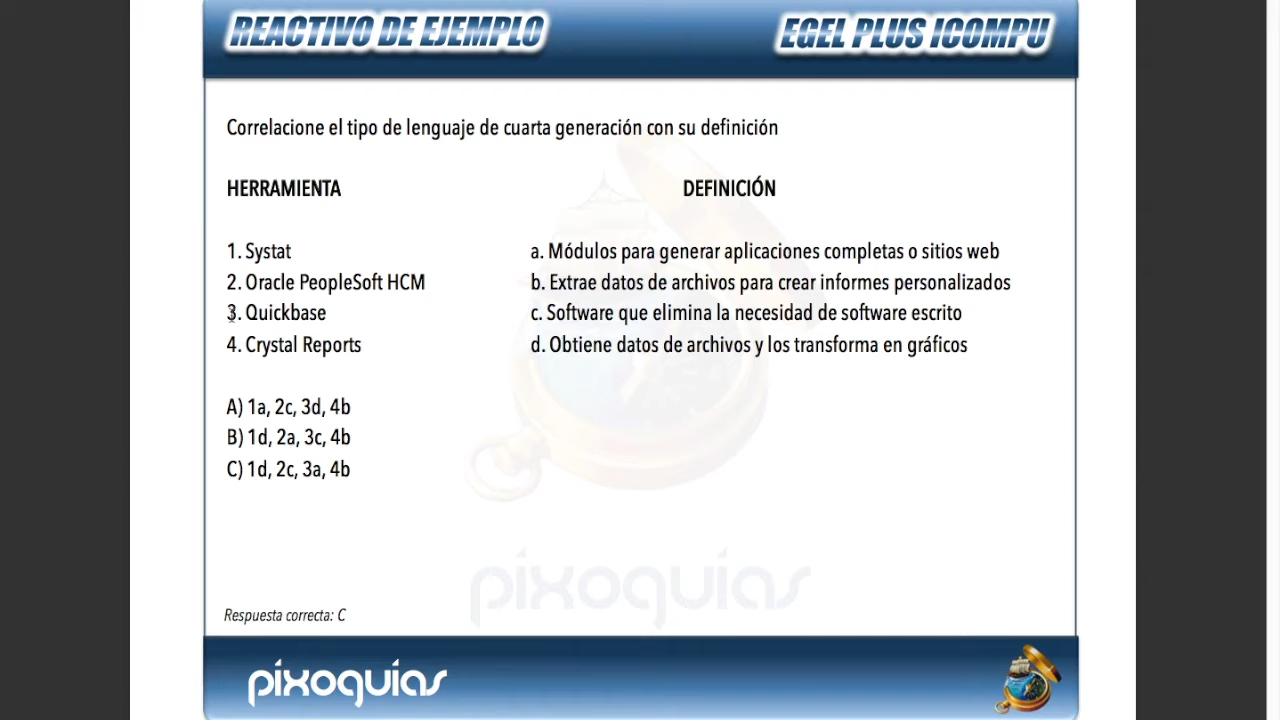 REACTIVO DE EJEMPLO
EGEL PLUS ICOMPU
Correlacione el tipo de lenguaje de cuarta generación con su definición
HERRAMIENTA
DEFINICIÓN
1. Systat
a. Módulos para generar aplicaciones completas o sitios web
2. Oracle PeopleSoft HCM
b. Extrae datos de archivos para crear informes personalizados
3. Quickbase
c. Software que elimina la necesidad de software escrito
4. Crystal Reports
d. Obtiene datos de archivos y los transforma en gráficos
A) 1a, 2c, 3d, 4b
B) 1d, 2a, 3c, 4b
C) 1d, 2c, 3a, 4b
pixoguías
Respuesta correcta: C
pixoguías